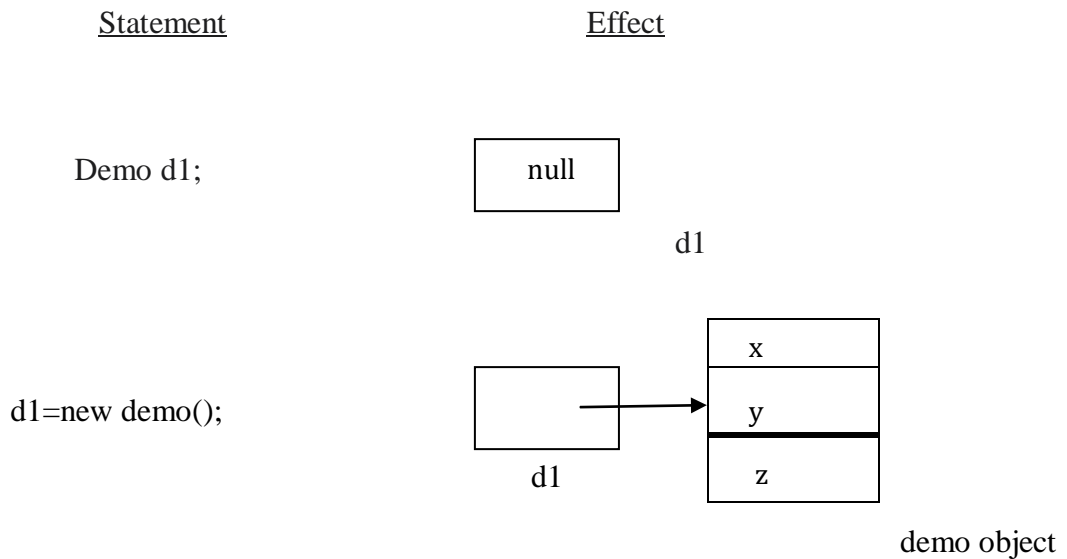 Statement Effect
Demo d1; null
d1
x
d1=new demo(); y
d1 z
demo object